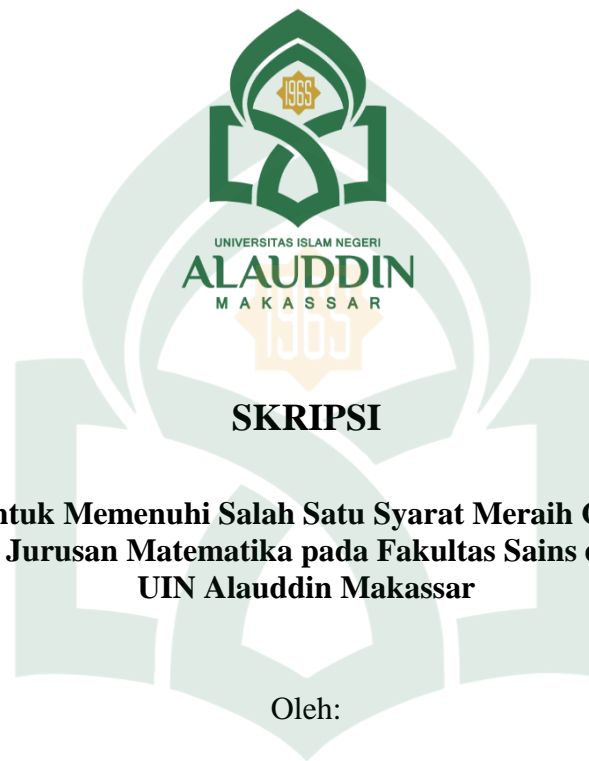 1965
UNIVERSITAS ISLAM NEGERI
ALAUDDIN
MAKASSAR
1965
SKRIPSI
ntuk Memenuhi Salah Satu Syarat Meraih
Jurusan Matematika pada Fakultas Sains
UIN Alauddin Makassar
Oleh: